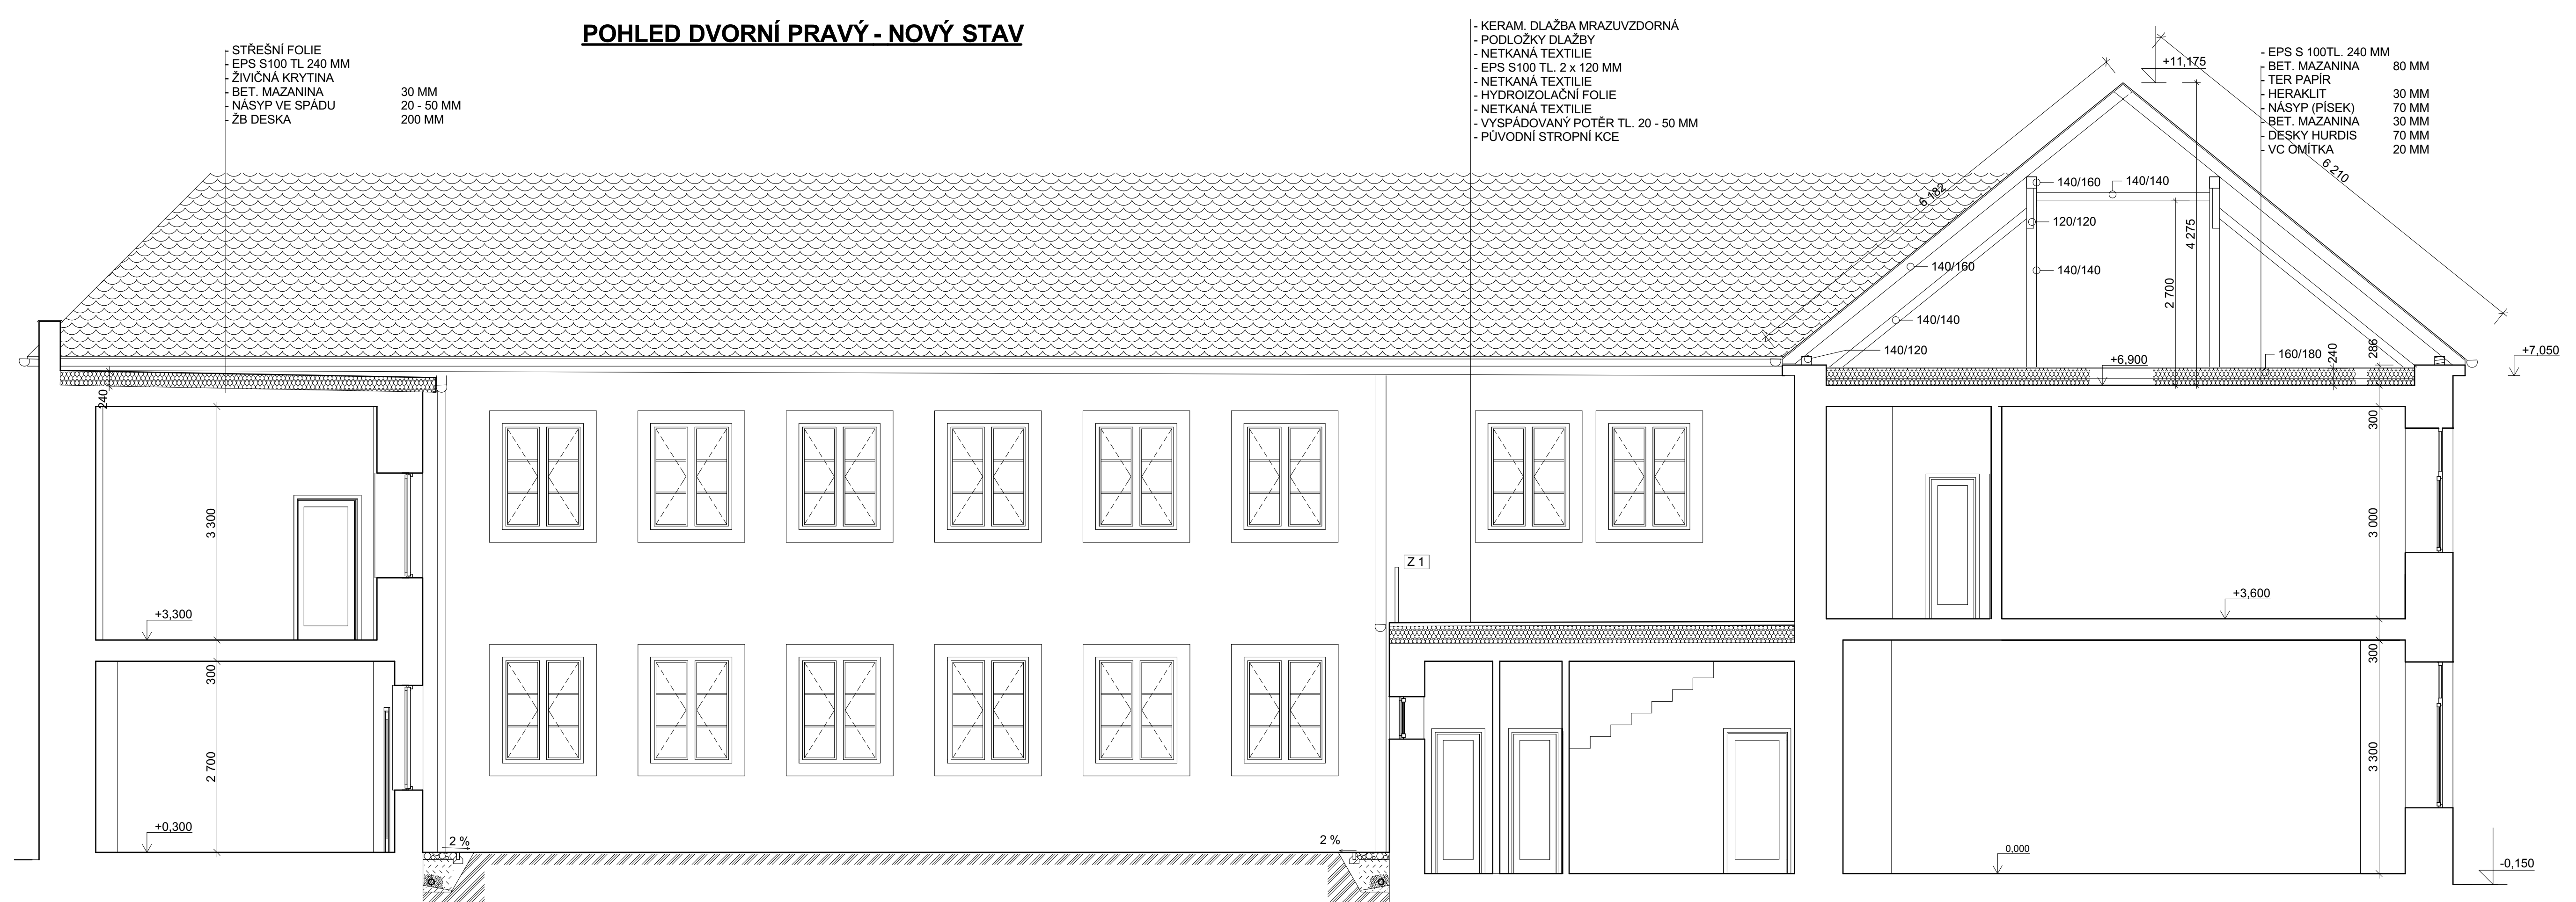 POHLED DVORNÍ PRAVÝ - NOVÝ STAV
- STŘEŠNÍ FOLIE
- EPS S100 TL 240 MM
- ŽIVIČNÁ KRYTINA
- BET. MAZANINA 30 MM
- NÁSYP VE SPÁDU 20 - 50 MM
- ŽB DESKA 200 MM
- KERAM. DLAŽBA MRAZUVZDORNÁ
- PODLOŽKY DLAŽBY
- NETKANÁ TEXTILIE
- EPS S100 TL. 2 x 120 MM
- NETKANÁ TEXTILIE
- HYDROIZOLAČNÍ FOLIE
- NETKANÁ TEXTILIE
- VYSPÁDOVANÝ POTĚR TL. 20 - 50 MM
- PŮVODNÍ STROPNÍ KCE
- EPS S 100TL. 240 MM
- BET. MAZANINA 80 MM
TER PAPÍR
- HERAKLIT 30 MM
- NÁSYP (PÍSEK) 70 MM
- BET. MAZANINA 30 MM
- DESKY HURDIS 70 MM
- VC OMÍTKA 20 MM
+11,175
6 182
6 210
140/160
140/140
120/120
4 275
140/160
140/140
2 700
140/140
140/120
+6,900
160/180
240
286
+7,050
240
300
3 300
3 000
Z 1
+3,300
+3,600
300
300
2 700
3 300
+0,300
2 %
2 %
0,000
-0,150